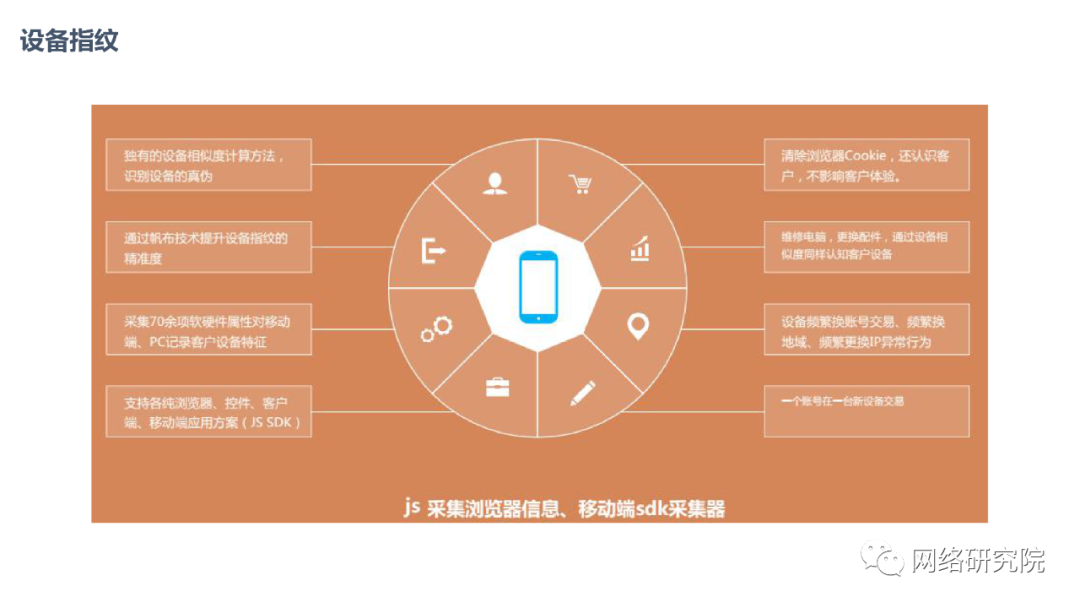 设备指纹
独有的设备相似度计算方法，
识别设备的真伪
通过帆布技术提升设备指纹的
精准度
采集70余项软硬件属性对移动
端、PC记录客户设备特征
支持各纯浏览器、控件、客户
端、移动端应用方案（JS SDK）
清除浏览器Cookie，还认识客
户，不影响客户体验。
维修电脑，更换配件，通过设备相
似度同样认知客户设备
设备频繁换账号交易、频繁换
地域、频繁更换IP异常行为
一个账号在一台新设备交易
js 采集浏览器信息、移动端sdk采集器
网络研究院